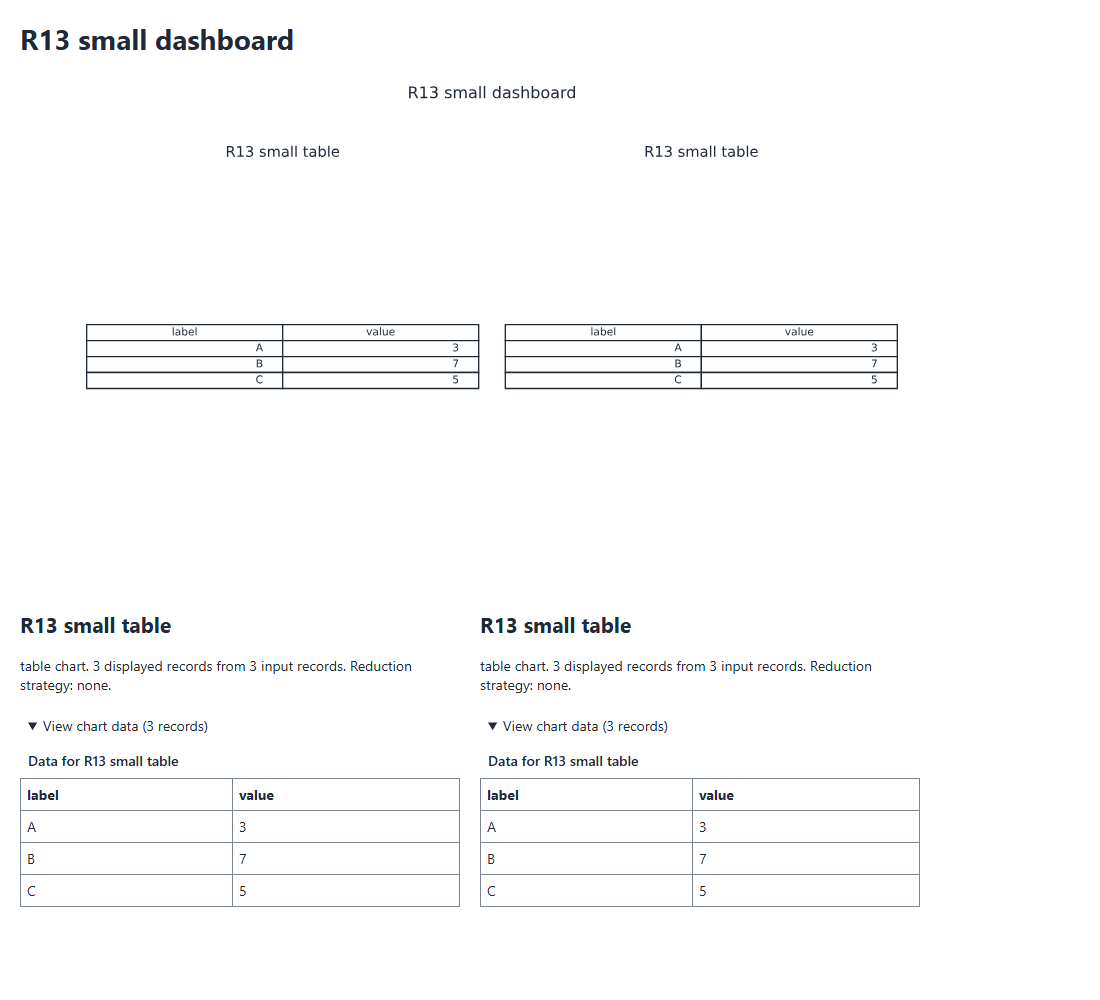 R13 small dashboard
R13 small dashboard
R13 small table
R13 small table
label value
A 3
B 7
C 5
label value
A 3
B 7
C 5
R13 small table
table chart. 3 displayed records from 3 input records. Reduction
strategy: none.
▼ View chart data (3 records)
Data for R13 small table
label value
A 3
B 7
C 5
R13 small table
table chart. 3 displayed records from 3 input records. Reduction
strategy: none.
▼ View chart data (3 records)
Data for R13 small table
label value
A 3
B 7
C 5